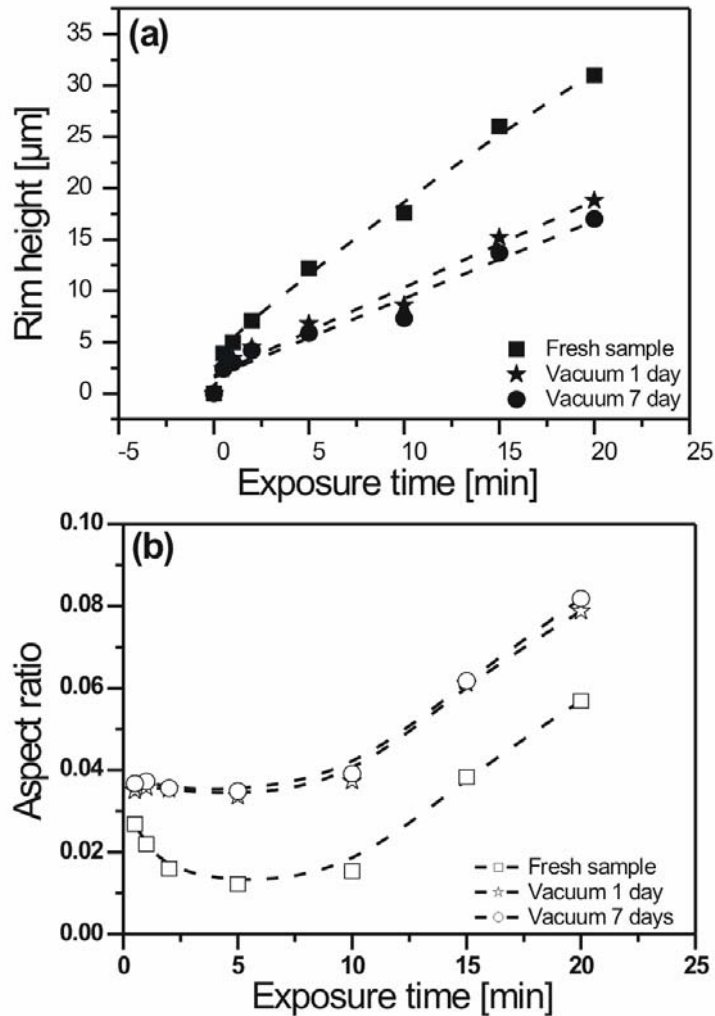 (a)
35
30
25
20
15
10
5
0
Rim height [µm]
Fresh sample
Vacuum 1 day
Vacuum 7 day
-5 0 5 10 15 20 25
Exposure time [min]
(b)
0.10
0.08
0.06
0.04
0.02
0.00
Aspect ratio
Fresh sample
Vacuum 1 day
Vacuum 7 days
0 5 10 15 20 25
Exposure time [min]